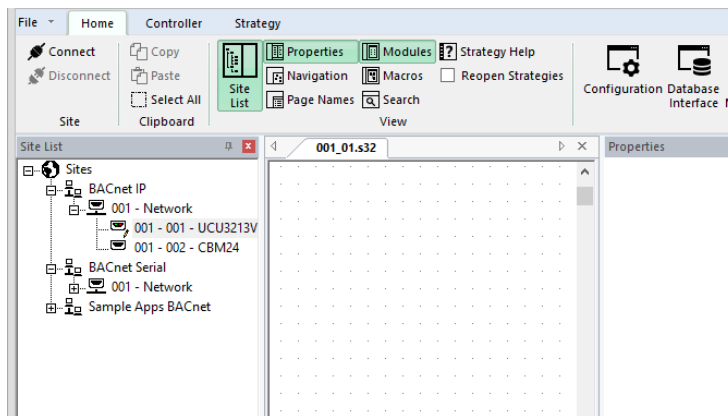 File Home Controller Strategy
Connect Copy Properties Modules Strategy Help
Disconnect Paste Site List Navigation Macros Reopen Strategies Configuration Database Interface
Select All Page Names Search
Site Clipboard View
Site List 001_01.s32 Properties
Sites
BACnet IP
001 - Network
001 - 001 - UCU3213V
001 - 002 - CBM24
BACnet Serial
001 - Network
Sample Apps BACnet